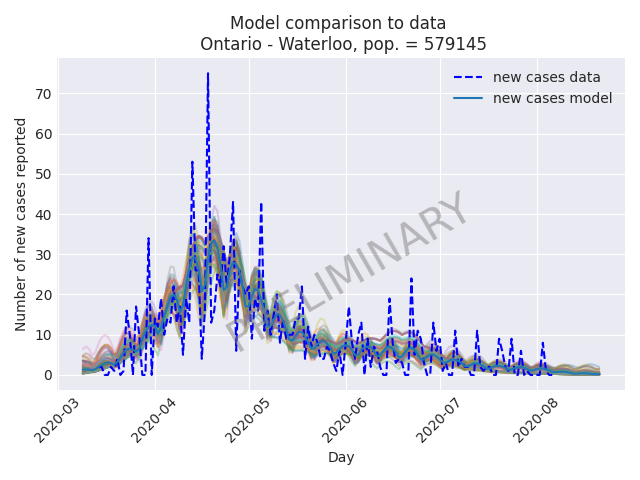 Model comparison to data
Ontario - Waterloo, pop. = 579145
new cases data
new cases model
Number of new cases reported
70
60
50
40
30
20
10
0
PRELIMINARY
2020-03
2020-04
2020-05
2020-06
2020-07
2020-08
Day